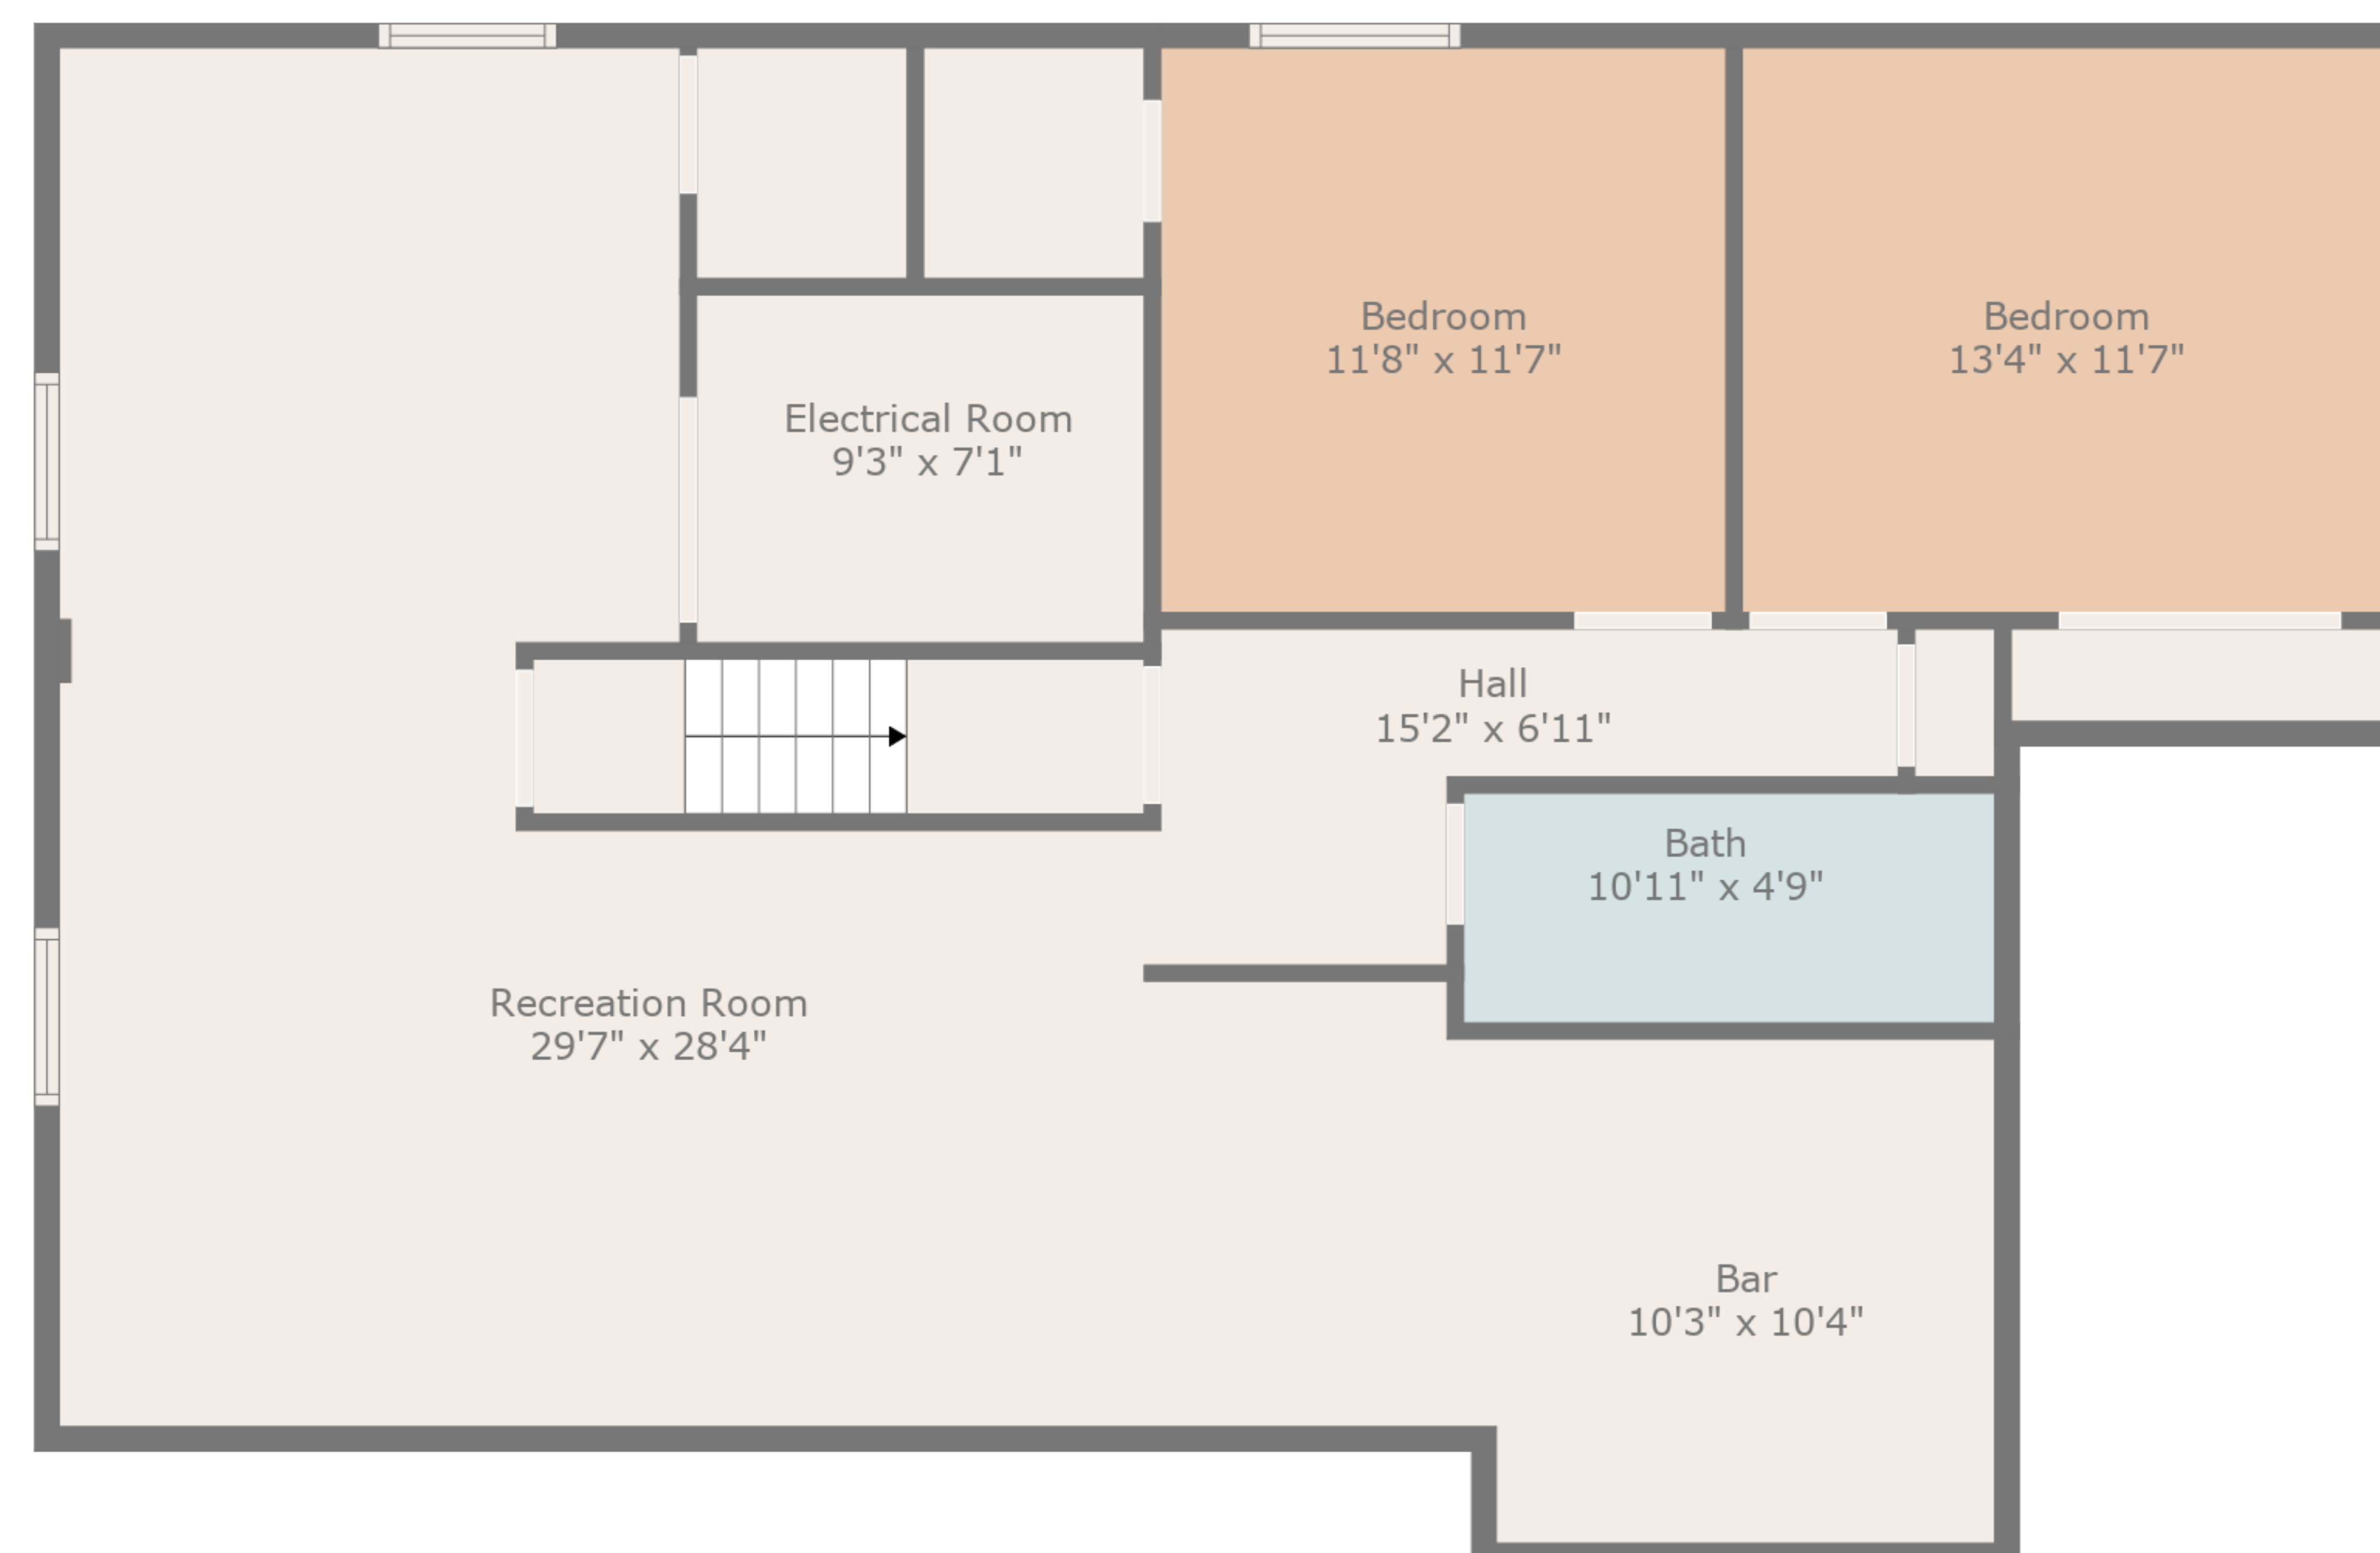 Bedroom
11'8" x 11'7"
Bedroom
13'4" x 11'7"
Electrical Room
9'3" x 7'1"
Hall
15'2" x 6'11"
Bath
10'11" x 4'9"
Recreation Room
29'7" x 28'4"
Bar
10'3" x 10'4"